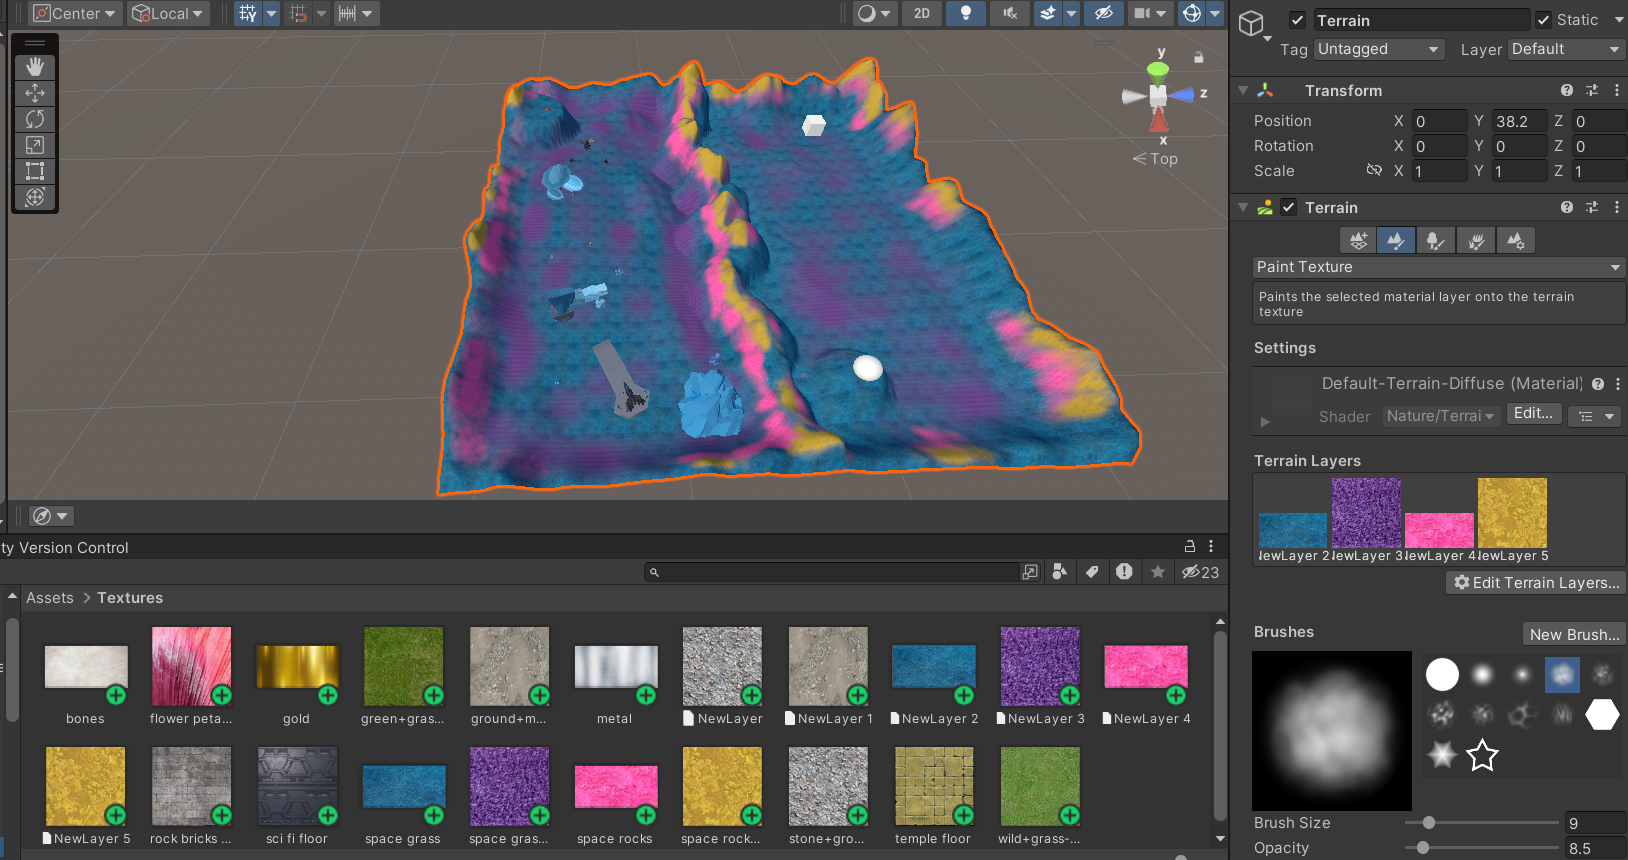 Center
Local
2D
y
z
x
Top
Terrain
Static
Tag
Untagged
Layer
Default
Transform
Position
X
0
Y
38.2
Z
0
Rotation
X
0
Y
0
Z
0
Scale
X
1
Y
1
Z
1
Terrain
Paint Texture
Paints the selected material layer onto the terrain
texture
Settings
Default-Terrain-Diffuse (Material)
Shader
Nature/Terrai
Edit...
Terrain Layers
NewLayer 2
NewLayer 3
NewLayer 4
NewLayer 5
Edit Terrain Layers...
Brushes
New Brush...
Brush Size
9
Opacity
8.5
ty Version Control
23
Assets > Textures
bones
flower peta...
gold
green+gras...
ground+m...
metal
NewLayer
NewLayer 1
NewLayer 2
NewLayer 3
NewLayer 4
NewLayer 5
rock bricks ...
sci fi floor
space grass
space gras...
space rocks
space rock...
stone+gro...
temple floor
wild+grass-...